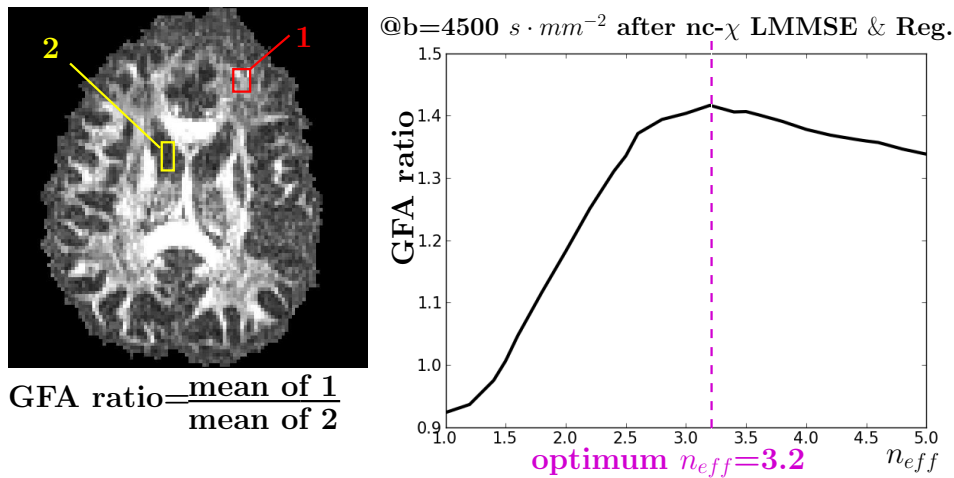 @b=4500 s · mm⁻² after nc-χ LMMSE & Reg.
1
2
GFA ratio=mean of 1
mean of 2
GFA ratio
1.5
1.4
1.3
1.2
1.1
1.0
0.9
1.0 1.5 2.0 2.5 3.0 3.5 4.0 4.5 5.0
n_eff
optimum n_eff=3.2